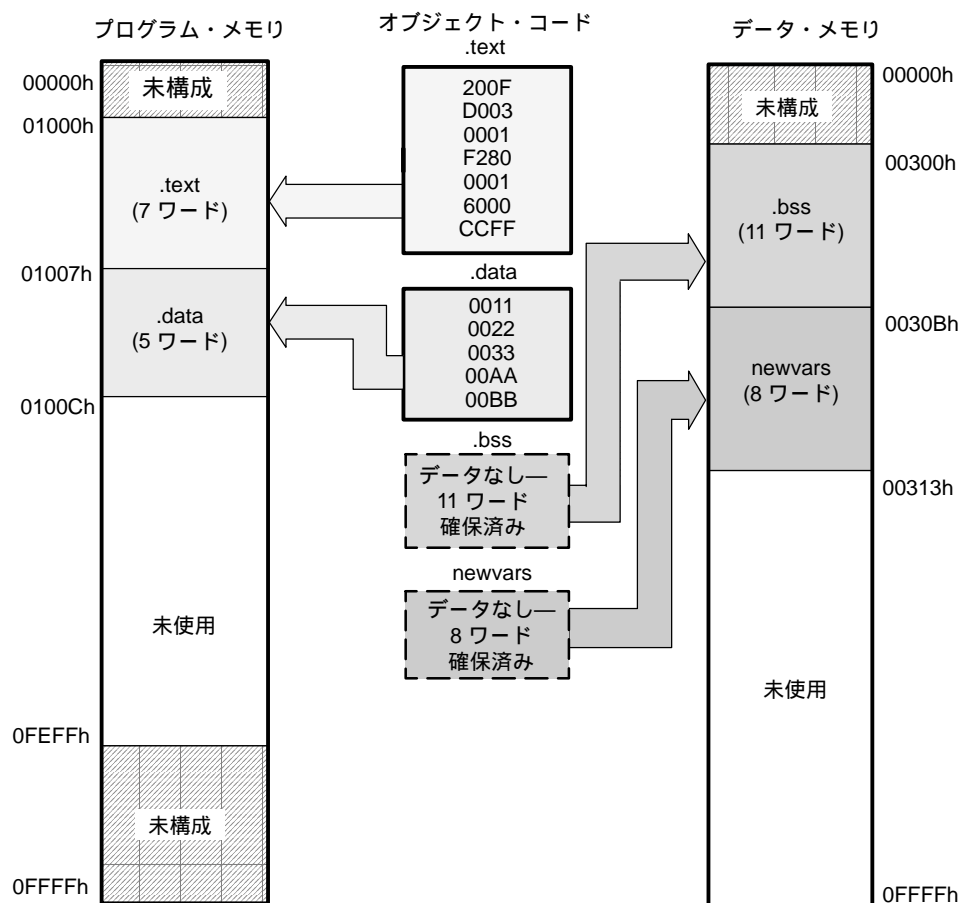 プログラム・メモリ
00000h
未構成
01000h
.text
(7 ワード)
01007h
.data
(5 ワード)
0100Ch
未使用
0FEFFh
未構成
0FFFFh
オブジェクト・コード
.text
200F
D003
0001
F280
0001
6000
CCFF
.data
0011
0022
0033
00AA
00BB
.bss
データなし—
11 ワード
確保済み
newvars
データなし—
8 ワード
確保済み
データ・メモリ
00000h
未構成
00300h
.bss
(11 ワード)
0030Bh
newvars
(8 ワード)
00313h
未使用
0FFFFh